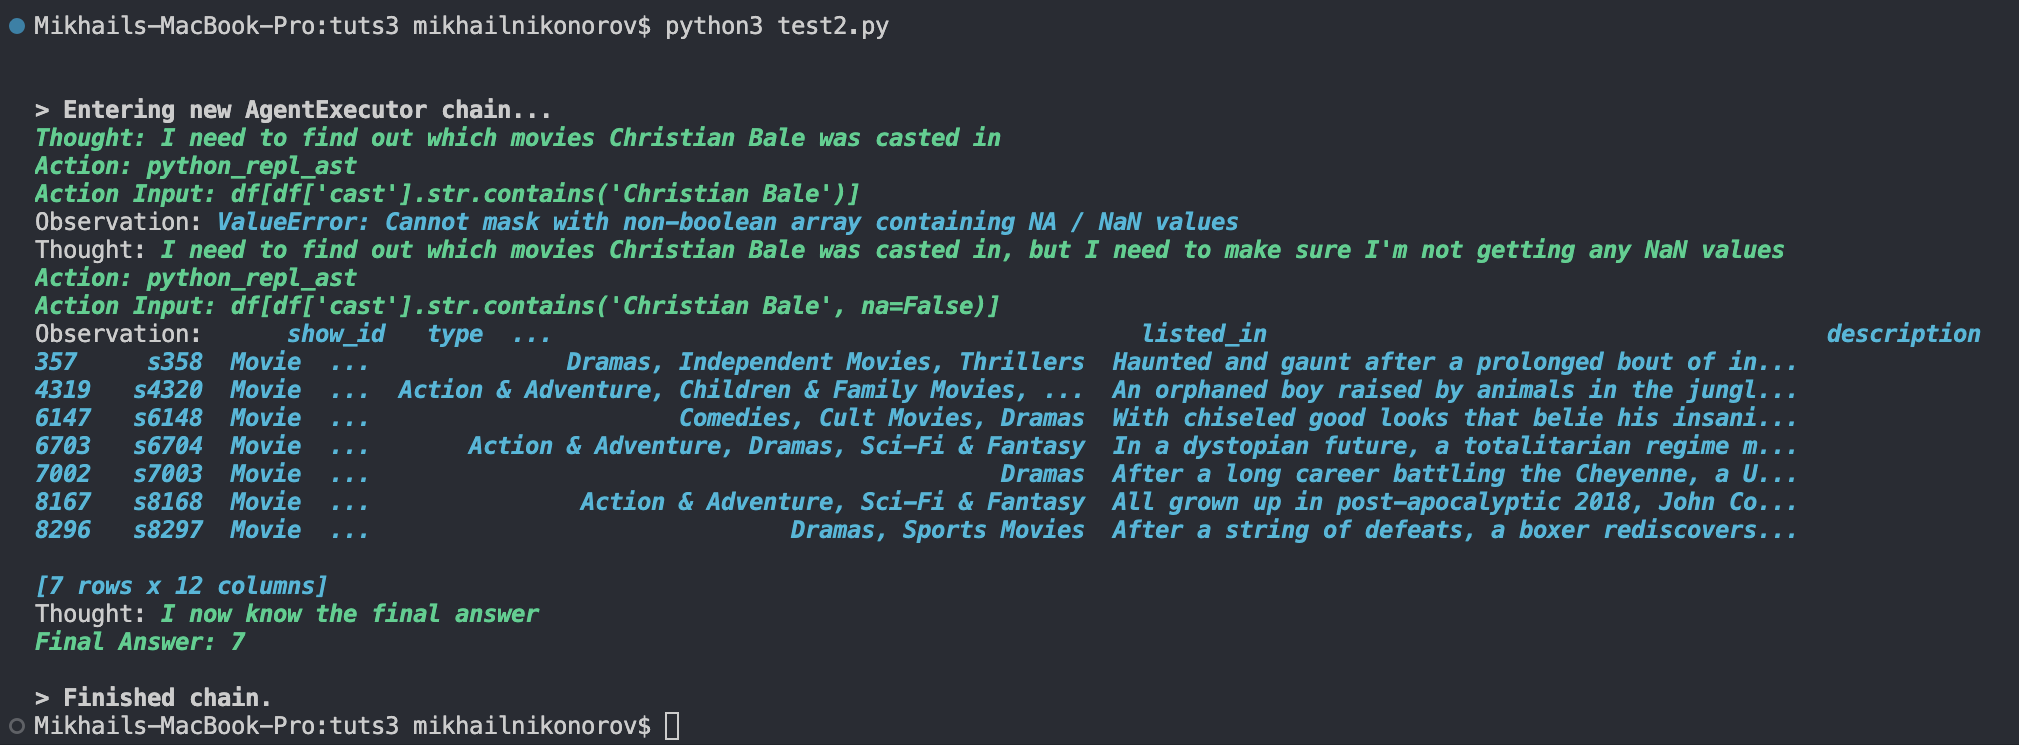 Mikhails-MacBook-Pro:tuts3 mikhailnikonorov$ python3 test2.py
> Entering new AgentExecutor chain...
Thought: I need to find out which movies Christian Bale was casted in
Action: python_repl_ast
Action Input: df[df['cast'].str.contains('Christian Bale')]
Observation: ValueError: Cannot mask with non-boolean array containing NA / NaN values
Thought: I need to find out which movies Christian Bale was casted in, but I need to make sure I'm not getting any NaN values
Action: python_repl_ast
Action Input: df[df['cast'].str.contains('Christian Bale', na=False)]
Observation:      show_id   type  ...                                          listed_in                                        description
357     s358  Movie  ...              Dramas, Independent Movies, Thrillers  Haunted and gaunt after a prolonged bout of in...
4319   s4320  Movie  ...  Action & Adventure, Children & Family Movies, ...  An orphaned boy raised by animals in the jungl...
6147   s6148  Movie  ...                      Comedies, Cult Movies, Dramas  With chiseled good looks that belie his insani...
6703   s6704  Movie  ...       Action & Adventure, Dramas, Sci-Fi & Fantasy  In a dystopian future, a totalitarian regime m...
7002   s7003  Movie  ...                                             Dramas  After a long career battling the Cheyenne, a U...
8167   s8168  Movie  ...               Action & Adventure, Sci-Fi & Fantasy  All grown up in post-apocalyptic 2018, John Co...
8296   s8297  Movie  ...                              Dramas, Sports Movies  After a string of defeats, a boxer rediscovers...
[7 rows x 12 columns]
Thought: I now know the final answer
Final Answer: 7
> Finished chain.
Mikhails-MacBook-Pro:tuts3 mikhailnikonorov$